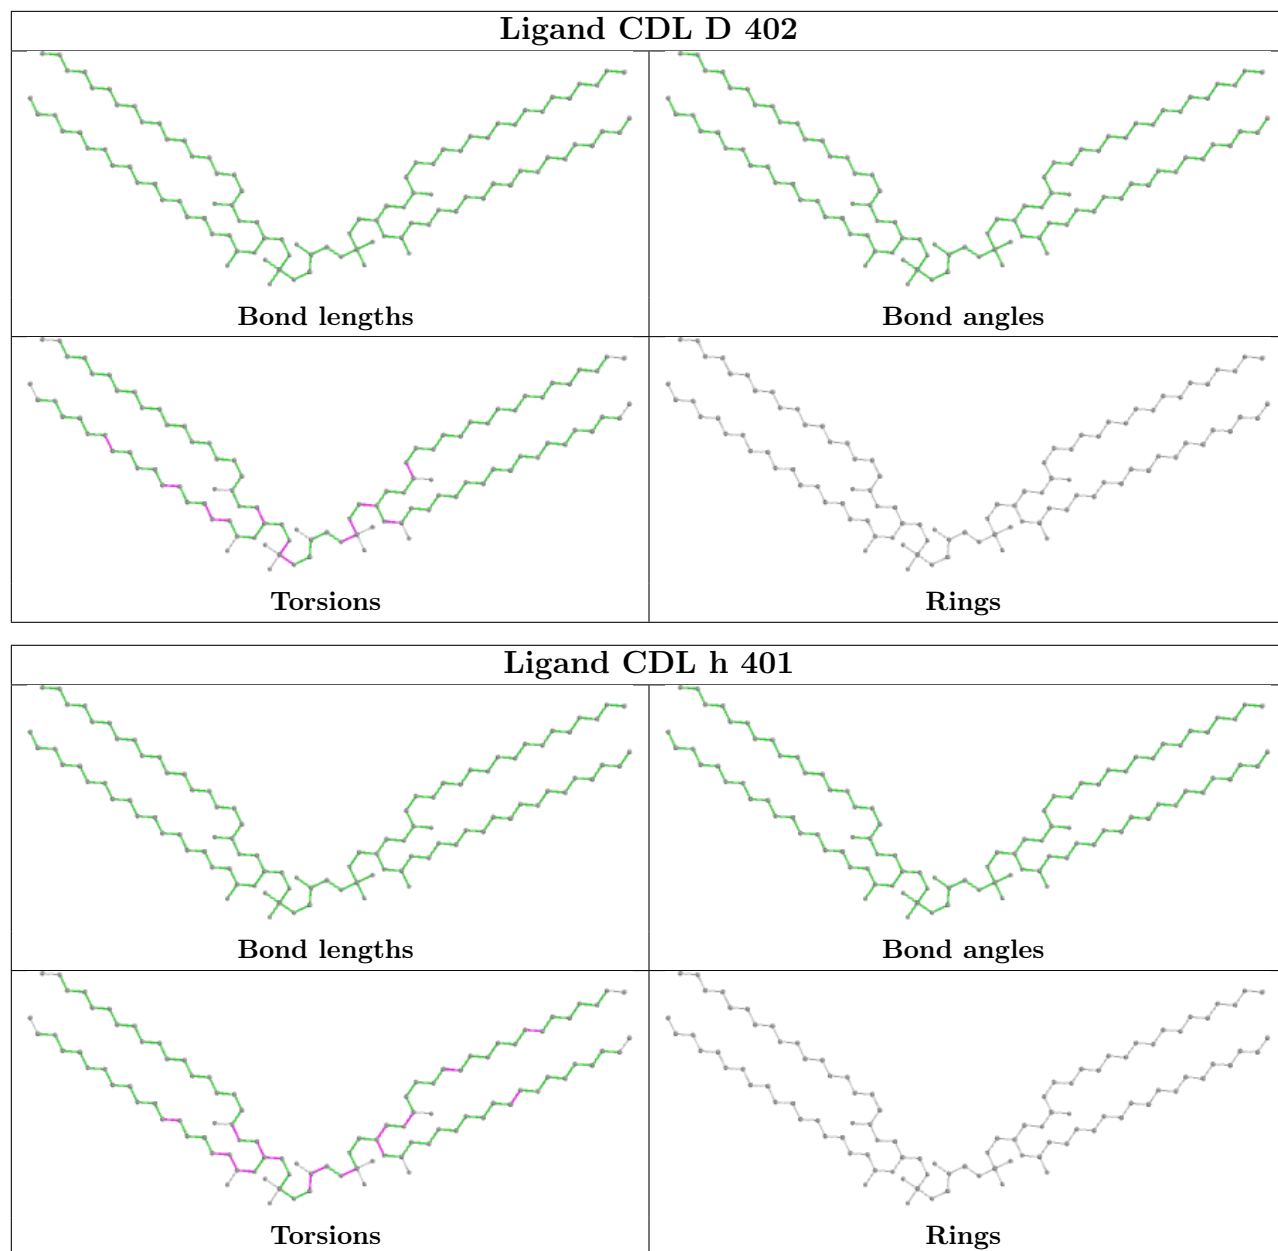 Ligand CDL D 402
Bond lengths
Bond angles
Torsions
Rings
Ligand CDL h 401
Bond lengths
Bond angles
Torsions
Rings